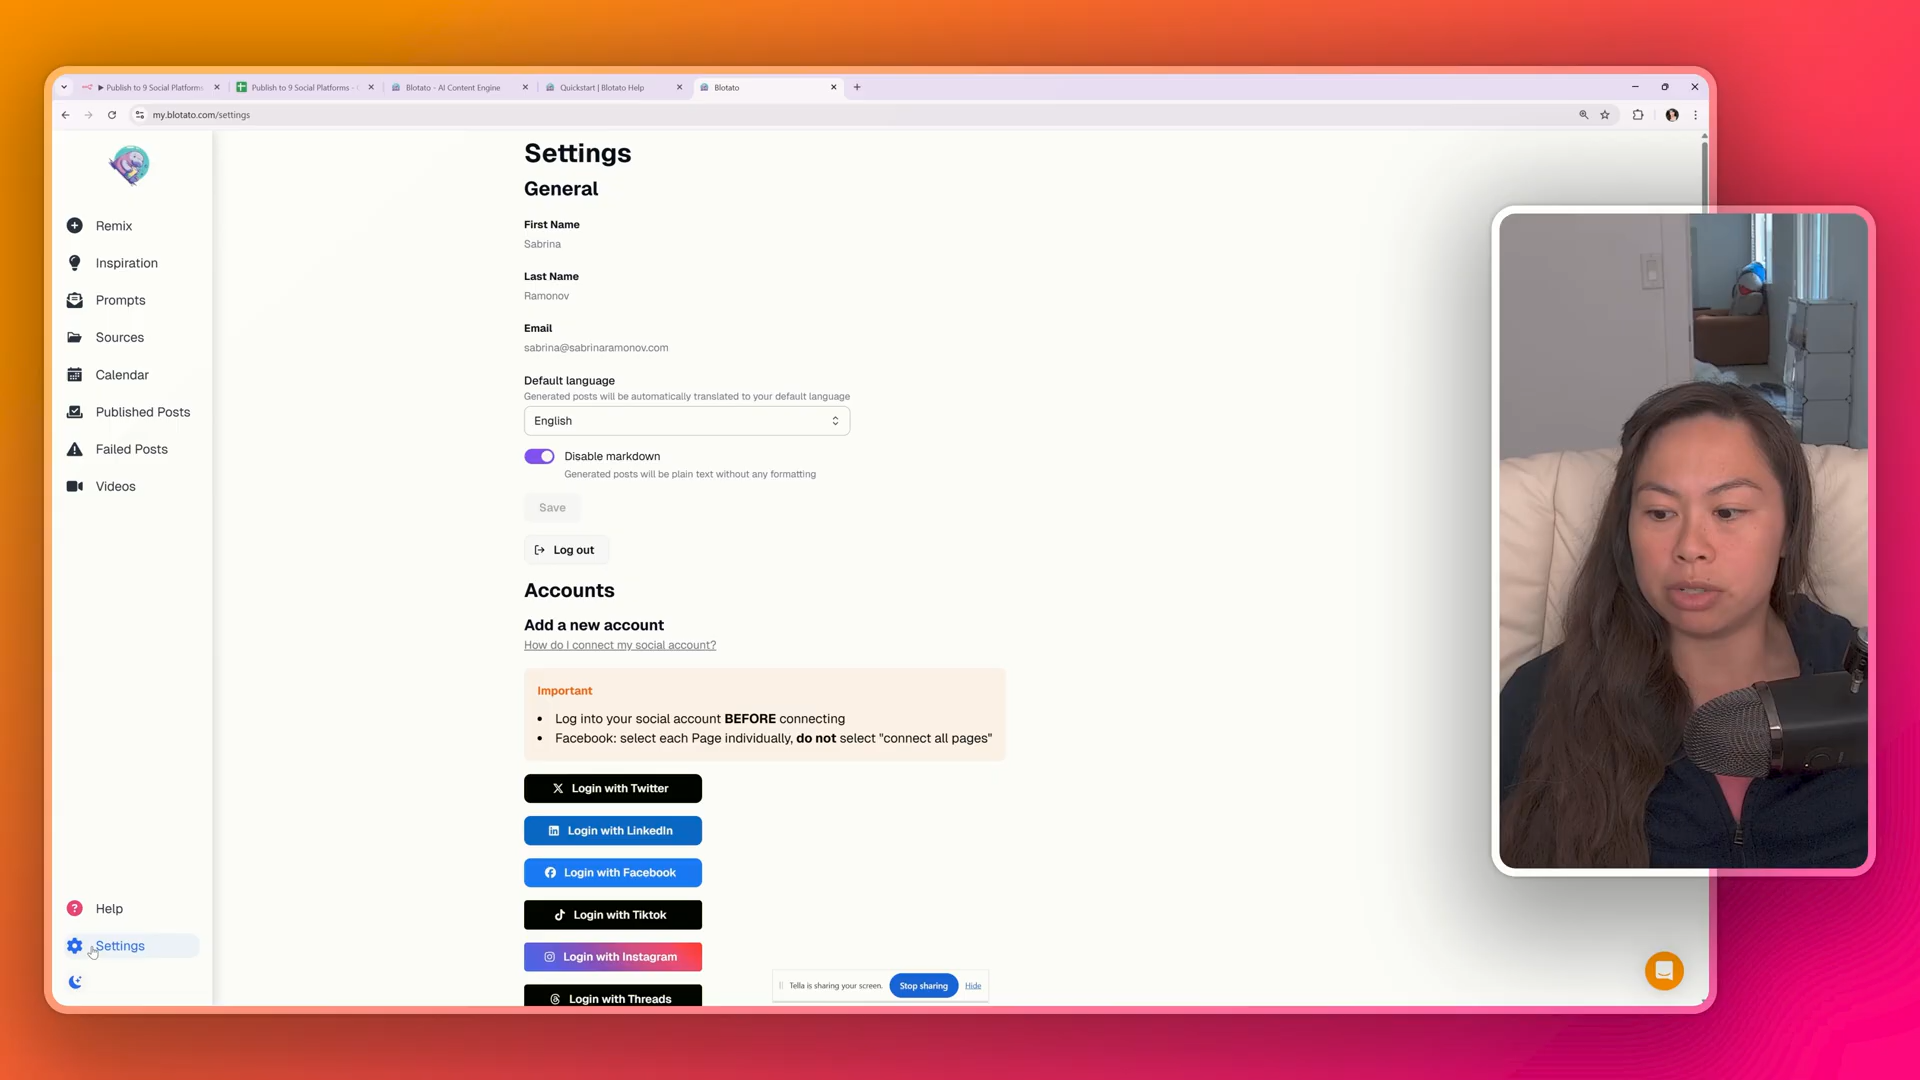 Publish to 9 Social Platforms
Publish to 9 Social Platforms -
Blotato - AI Content Engine
Quickstart | Blotato Help
Blotato
my.blotato.com/settings
Remix
Inspiration
Prompts
Sources
Calendar
Published Posts
Failed Posts
Videos
Help
Settings
Settings
General
First Name
Sabrina
Last Name
Ramonov
Email
sabrina@sabrinaramonov.com
Default language
Generated posts will be automatically translated to your default language
English
Disable markdown
Generated posts will be plain text without any formatting
Save
Log out
Accounts
Add a new account
How do I connect my social account?
Important
• Log into your social account BEFORE connecting
• Facebook: select each Page individually, do not select "connect all pages"
Login with Twitter
Login with LinkedIn
Login with Facebook
Login with Tiktok
Login with Instagram
Login with Threads
Tella is sharing your screen. Stop sharing Hide